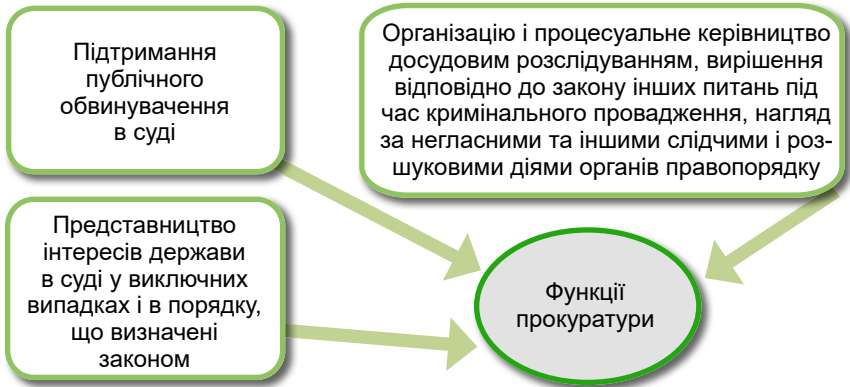 Підтримання
публічного
обвинувачення
в суді
Організацію і процесуальне керівництво
досудовим розслідуванням, вирішення
відповідно до закону інших питань під
час кримінального провадження, нагляд
за негласними та іншими слідчими і роз-
шуковими діями органів правопорядку
Представництво
інтересів держави
в суді у виключних
випадках і в порядку,
що визначені
законом
Функції
прокуратури